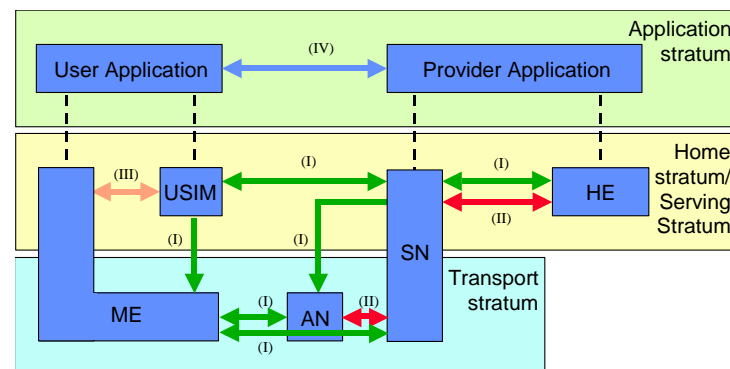 Application
stratum
(IV)
User Application
Provider Application
Home
stratum/
Serving
Stratum
(III)
(I)
(I)
USIM
HE
(II)
(I)
(I)
SN
Transport
stratum
ME
(I)
AN
(II)
(I)